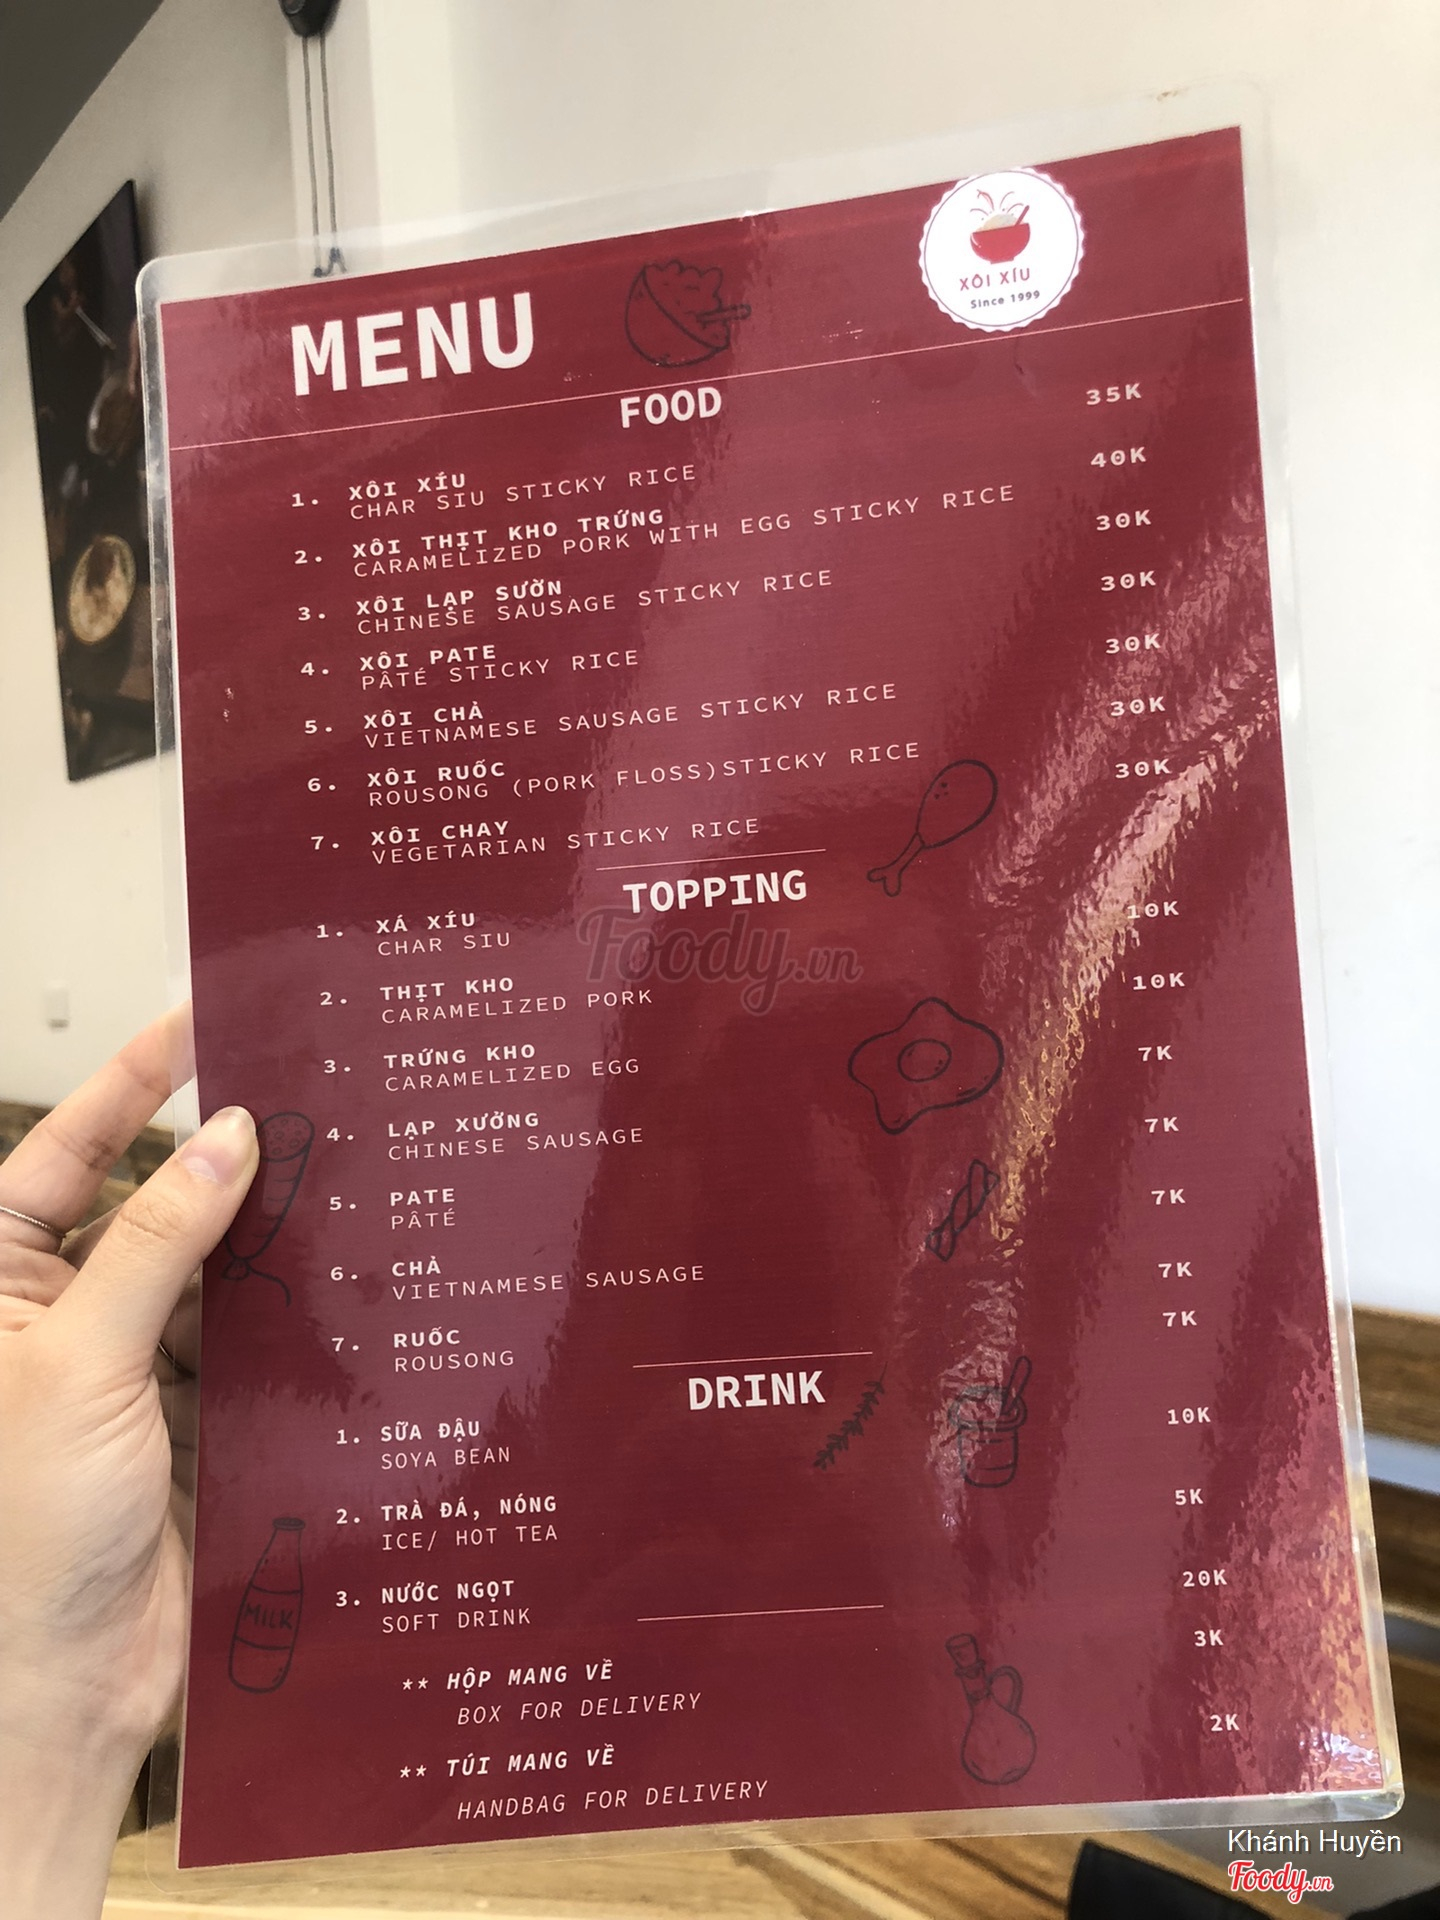 XÔI XÍU
Since 1999
MENU
FOOD
1. XÔI XÍU 35K
CHAR SIU STICKY RICE
2. XÔI THỊT KHO TRỨNG 40K
CARAMELIZED PORK WITH EGG STICKY RICE
3. XÔI LẠP SƯỜN 30K
CHINESE SAUSAGE STICKY RICE
4. XÔI PATE 30K
PÂTÉ STICKY RICE
5. XÔI CHẢ 30K
VIETNAMESE SAUSAGE STICKY RICE
6. XÔI RUỐC 30K
ROUSONG (PORK FLOSS)STICKY RICE
7. XÔI CHAY 30K
VEGETARIAN STICKY RICE
TOPPING
1. XÁ XÍU 10K
CHAR SIU
2. THỊT KHO 10K
CARAMELIZED PORK
3. TRỨNG KHO 7K
CARAMELIZED EGG
4. LẠP XƯỞNG 7K
CHINESE SAUSAGE
5. PATE 7K
PÂTÉ
6. CHẢ 7K
VIETNAMESE SAUSAGE
7. RUỐC 7K
ROUSONG
DRINK
1. SỮA ĐẬU 10K
SOYA BEAN
2. TRÀ ĐÁ, NÓNG 5K
ICE/ HOT TEA
3. NƯỚC NGỌT 20K
SOFT DRINK
MILK
** HỘP MANG VỀ 3K
BOX FOR DELIVERY
** TÚI MANG VỀ 2K
HANDBAG FOR DELIVERY
Foody.vn
Khánh Huyền
Foody.vn